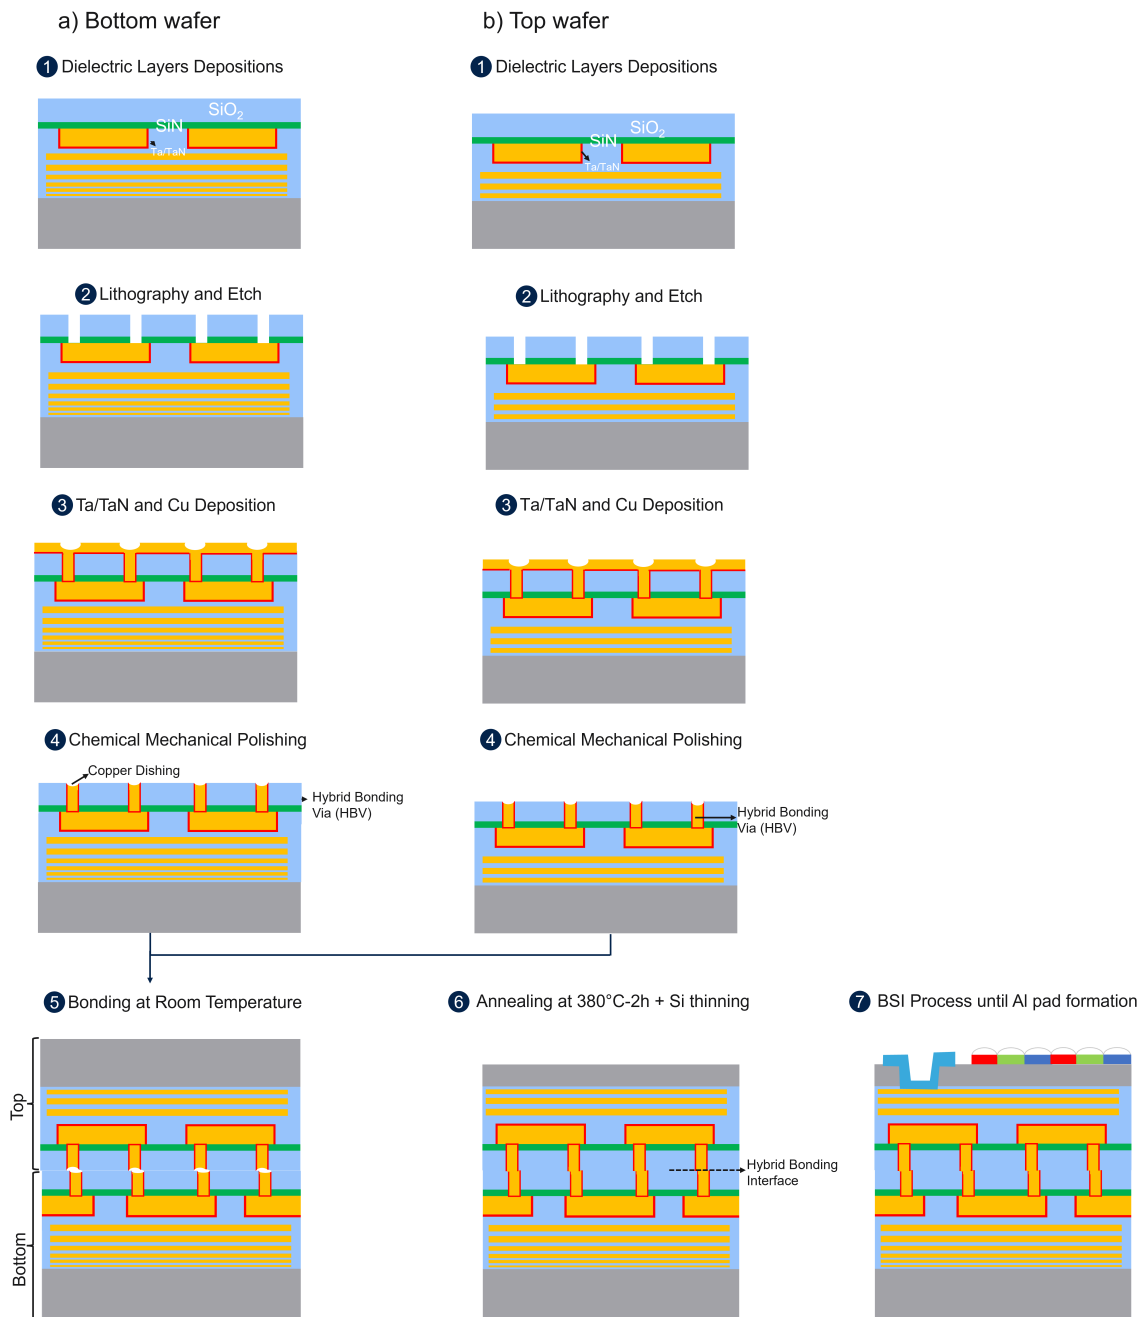 a) Bottom wafer
b) Top wafer
1 Dielectric Layers Depositions
1 Dielectric Layers Depositions
SiO2
SiN
Ta/TaN
SiO2
SiN
Ta/TaN
2 Lithography and Etch
2 Lithography and Etch
3 Ta/TaN and Cu Deposition
3 Ta/TaN and Cu Deposition
4 Chemical Mechanical Polishing
4 Chemical Mechanical Polishing
Copper Dishing
Hybrid Bonding
Via (HBV)
Hybrid Bonding
Via (HBV)
5 Bonding at Room Temperature
6 Annealing at 380°C-2h + Si thinning
7 BSI Process until Al pad formation
Top
Bottom
Hybrid Bonding
Interface